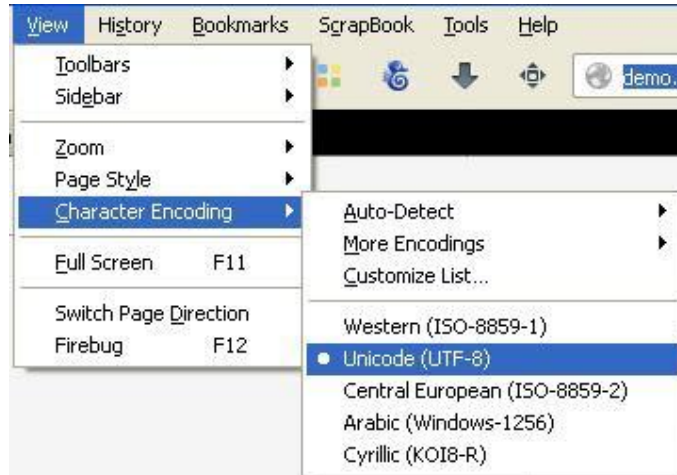 View History Bookmarks ScrapBook Tools Help
Toolbars
Sidebar
demo.
Zoom
Page Style
Character Encoding
Full Screen F11
Switch Page Direction
Firebug F12
Auto-Detect
More Encodings
Customize List...
Western (ISO-8859-1)
Unicode (UTF-8)
Central European (ISO-8859-2)
Arabic (Windows-1256)
Cyrillic (KOI8-R)